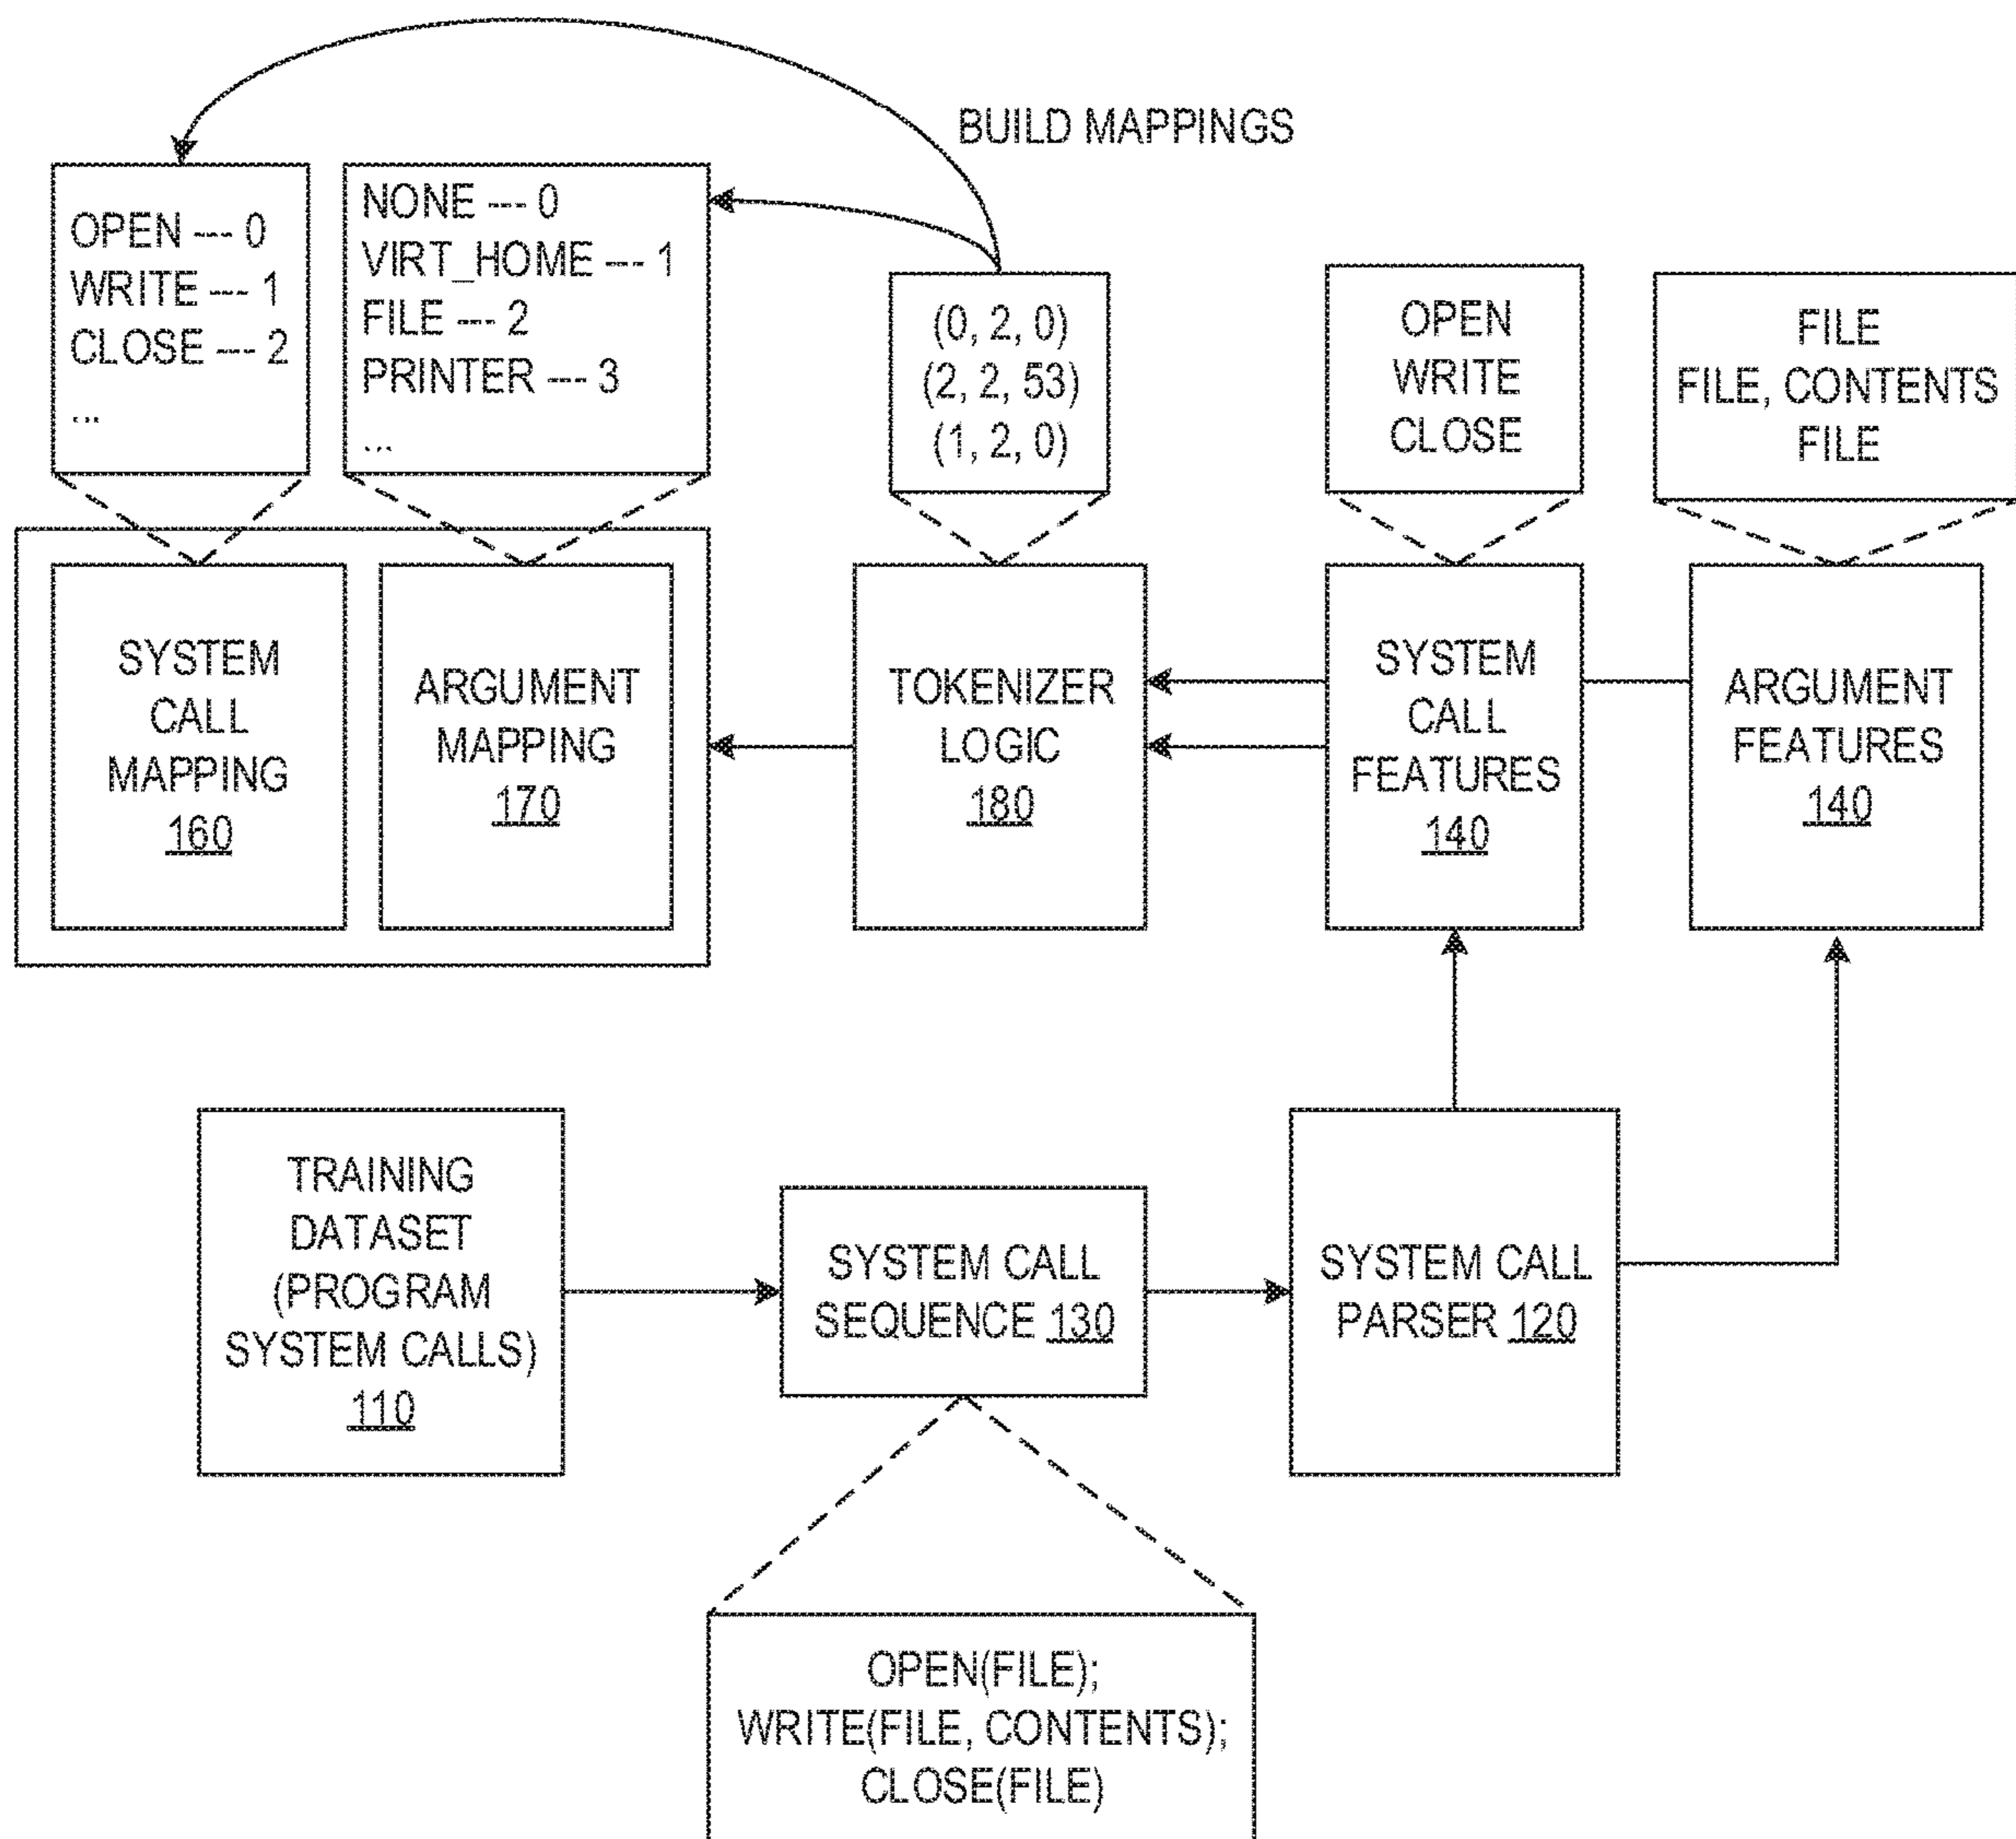 BUILD MAPPINGS
OPEN --- 0
WRITE --- 1
CLOSE --- 2
...
NONE --- 0
VIRT_HOME --- 1
FILE --- 2
PRINTER --- 3
...
(0, 2, 0)
(2, 2, 53)
(1, 2, 0)
OPEN
WRITE
CLOSE
FILE
FILE, CONTENTS
FILE
SYSTEM
CALL
MAPPING
160
ARGUMENT
MAPPING
170
TOKENIZER
LOGIC
180
SYSTEM
CALL
FEATURES
140
ARGUMENT
FEATURES
140
TRAINING
DATASET
(PROGRAM
SYSTEM CALLS)
110
SYSTEM CALL
SEQUENCE 130
SYSTEM CALL
PARSER 120
OPEN(FILE);
WRITE(FILE, CONTENTS);
CLOSE(FILE)